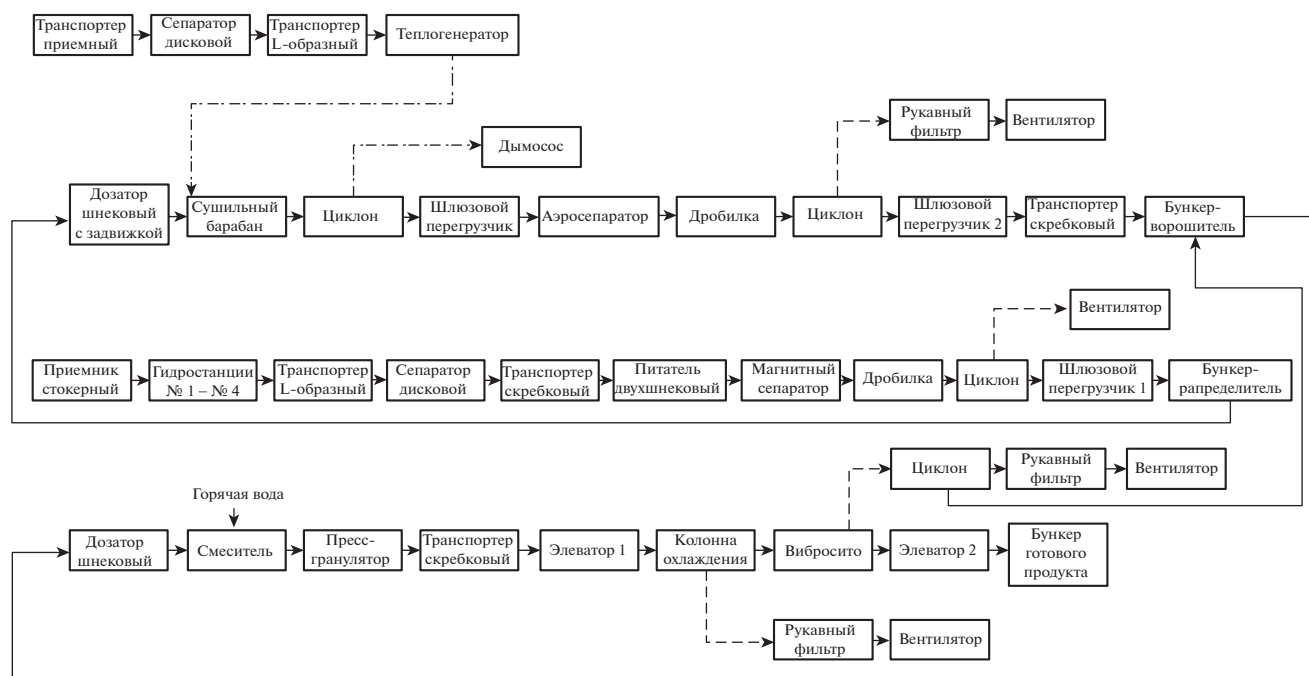 Транспортер
приемный
Сепаратор
дисковой
Транспортер
L-образный
Теплогенератор
Рукавный
фильтр
Вентилятор
Дымосос
Дозатор
шнековый
с задвижкой
Сушильный
барабан
Циклон
Шлюзовой
перегрузчик
Аэросепаратор
Дробилка
Циклон
Шлюзовой
перегрузчик 2
Транспортер
скребковый
Бункер-
ворошитель
Вентилятор
Приемник
стокерный
Гидростанции
№ 1 – № 4
Транспортер
L-образный
Сепаратор
дисковой
Транспортер
скребковый
Питатель
двухшнековый
Магнитный
сепаратор
Дробилка
Циклон
Шлюзовой
перегрузчик 1
Бункер-
рапределитель
Циклон
Рукавный
фильтр
Вентилятор
Горячая вода
Дозатор
шнековый
Смеситель
Пресс-
гранулятор
Транспортер
скребковый
Элеватор 1
Колонна
охлаждения
Вибросито
Элеватор 2
Бункер
готового
продукта
Рукавный
фильтр
Вентилятор